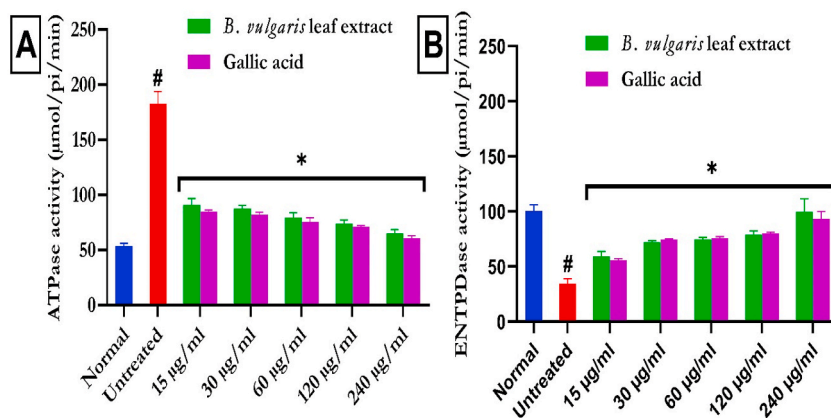 A
ATPase activity (μmol/pi/min)
250
200
150
100
50
0
B. vulgaris leaf extract
Gallic acid
#
*
Normal
Untreated
15 μg/ml
30 μg/ml
60 μg/ml
120 μg/ml
240 μg/ml
B
ENTPDase activity (μmol/pi/min)
250
200
150
100
50
0
B. vulgaris leaf extract
Gallic acid
#
*
Normal
Untreated
15 μg/ml
30 μg/ml
60 μg/ml
120 μg/ml
240 μg/ml